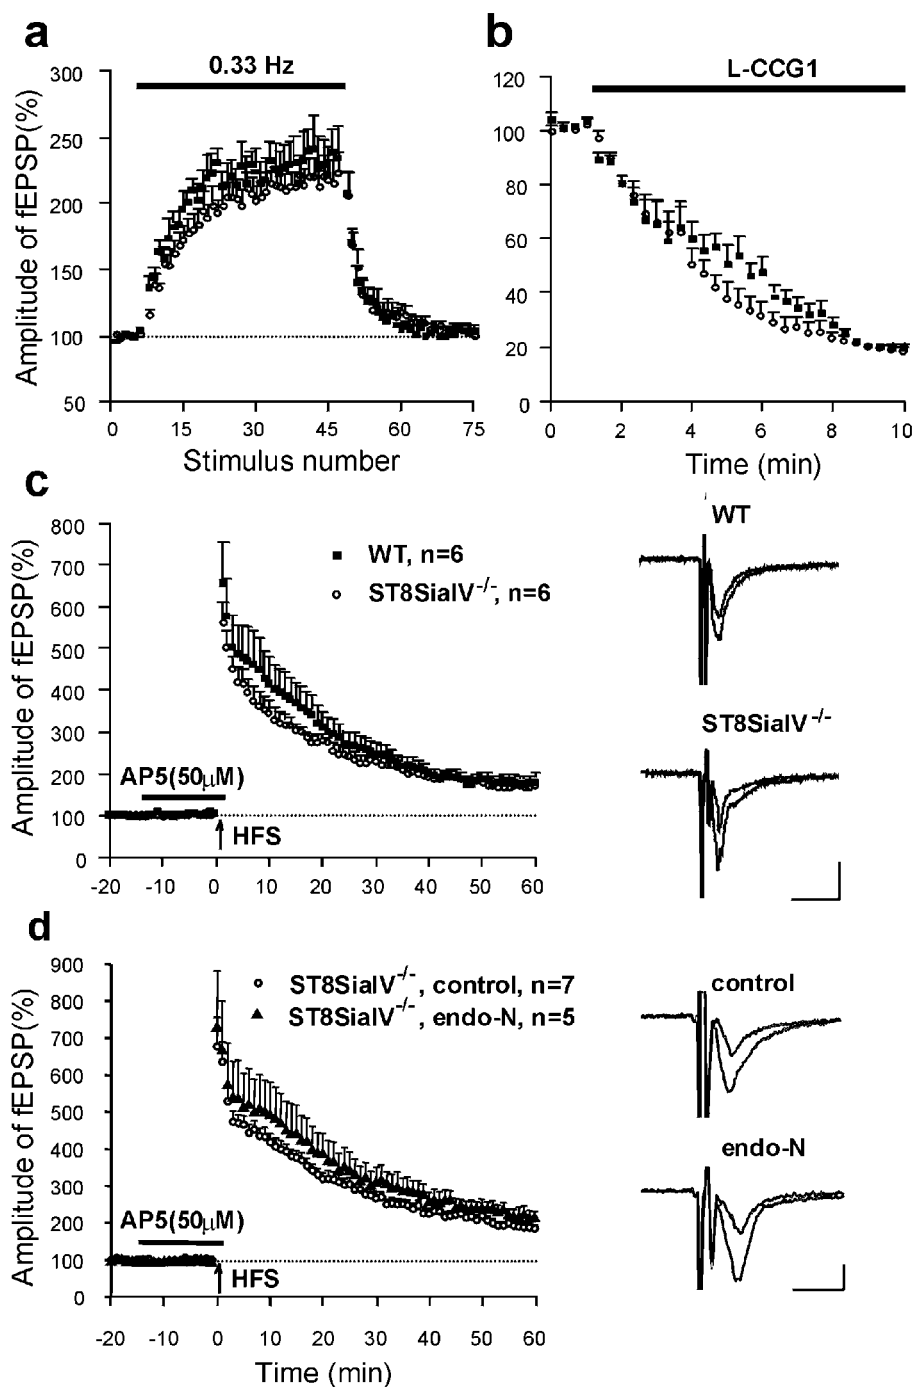 a
0.33 Hz
Amplitude of fEPSP(%)
300
250
200
150
100
50
0 15 30 45 60 75
Stimulus number
b
L-CCG1
120
100
80
60
40
20
0
0 2 4 6 8 10
Time (min)
c
Amplitude of fEPSP(%)
800
700
600
500
400
300
200
100
0
WT, n=6
ST8SialV-/-, n=6
AP5(50μM)
HFS
-20 -10 0 10 20 30 40 50 60
WT
ST8SialV-/-
d
Amplitude of fEPSP(%)
900
800
700
600
500
400
300
200
100
0
ST8SialV-/-, control, n=7
ST8SialV-/-, endo-N, n=5
AP5(50μM)
HFS
-20 -10 0 10 20 30 40 50 60
Time (min)
control
endo-N